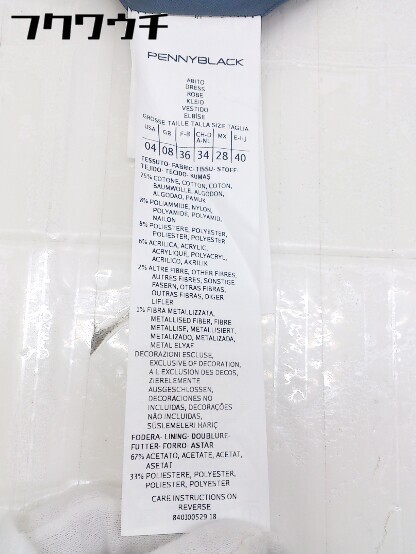 フクウウチ
PENNYBLACK
ABITO
DRESS
ROBE
KLEID
VESTIDO
ELBİSE
GRÖSSE TAILLE TALLA SIZE TAGLIA
USA GB F-B CH-D A-NL MX E-I-J
04 08 36 34 28 40
TESSUTO- FABRIC- TISSU- STOFF-
TEJIDO- TECIDO- KUMAS
75% COTONE, COTTON, COTON,
BAUMWOLLE, ALGODON,
ALGODAO, PAMUK
8% POLIAMMIDE, NYLON,
POLYAMIDE, POLYAMID,
NAILON
8% POLIESTERE, POLYESTER,
POLIESTER, POLYESTER
6% ACRILICA, ACRYLIC,
ACRYLIQUE, POLYACRYL,
ACRILICO, AKRILIK
2% ALTRE FIBRE, OTHER FIBRES,
AUTRES FIBRES, SONSTIGE
FASERN, OTRAS FIBRAS,
OUTRAS FIBRAS, DIGER
LIFLER
1% FIBRA METALLIZZATA,
METALLISED FIBER, FIBRE
METALLISE, METALLISIERT,
METALIZADO, METALIZADA,
METAL ELYAF
DECORAZIONI ESCLUSE,
EXCLUSIVE OF DECORATION,
A L EXCLUSION DES DECOS,
ZIERELEMENTE
AUSGESCHLOSSEN,
DECORACIONES NO
INCLUIDAS, DECORAÇÕES
NÃO INCLUIDAS,
SÜSLEMELERI HARIÇ
FODERA- LINING- DOUBLURE-
FUTTER- FORRO- ASTAR
67% ACETATO, ACETATE, ACETAT,
ASETAT
33% POLIESTERE, POLYESTER,
POLIESTER, POLYESTER
CARE INSTRUCTIONS ON
REVERSE
84010052918